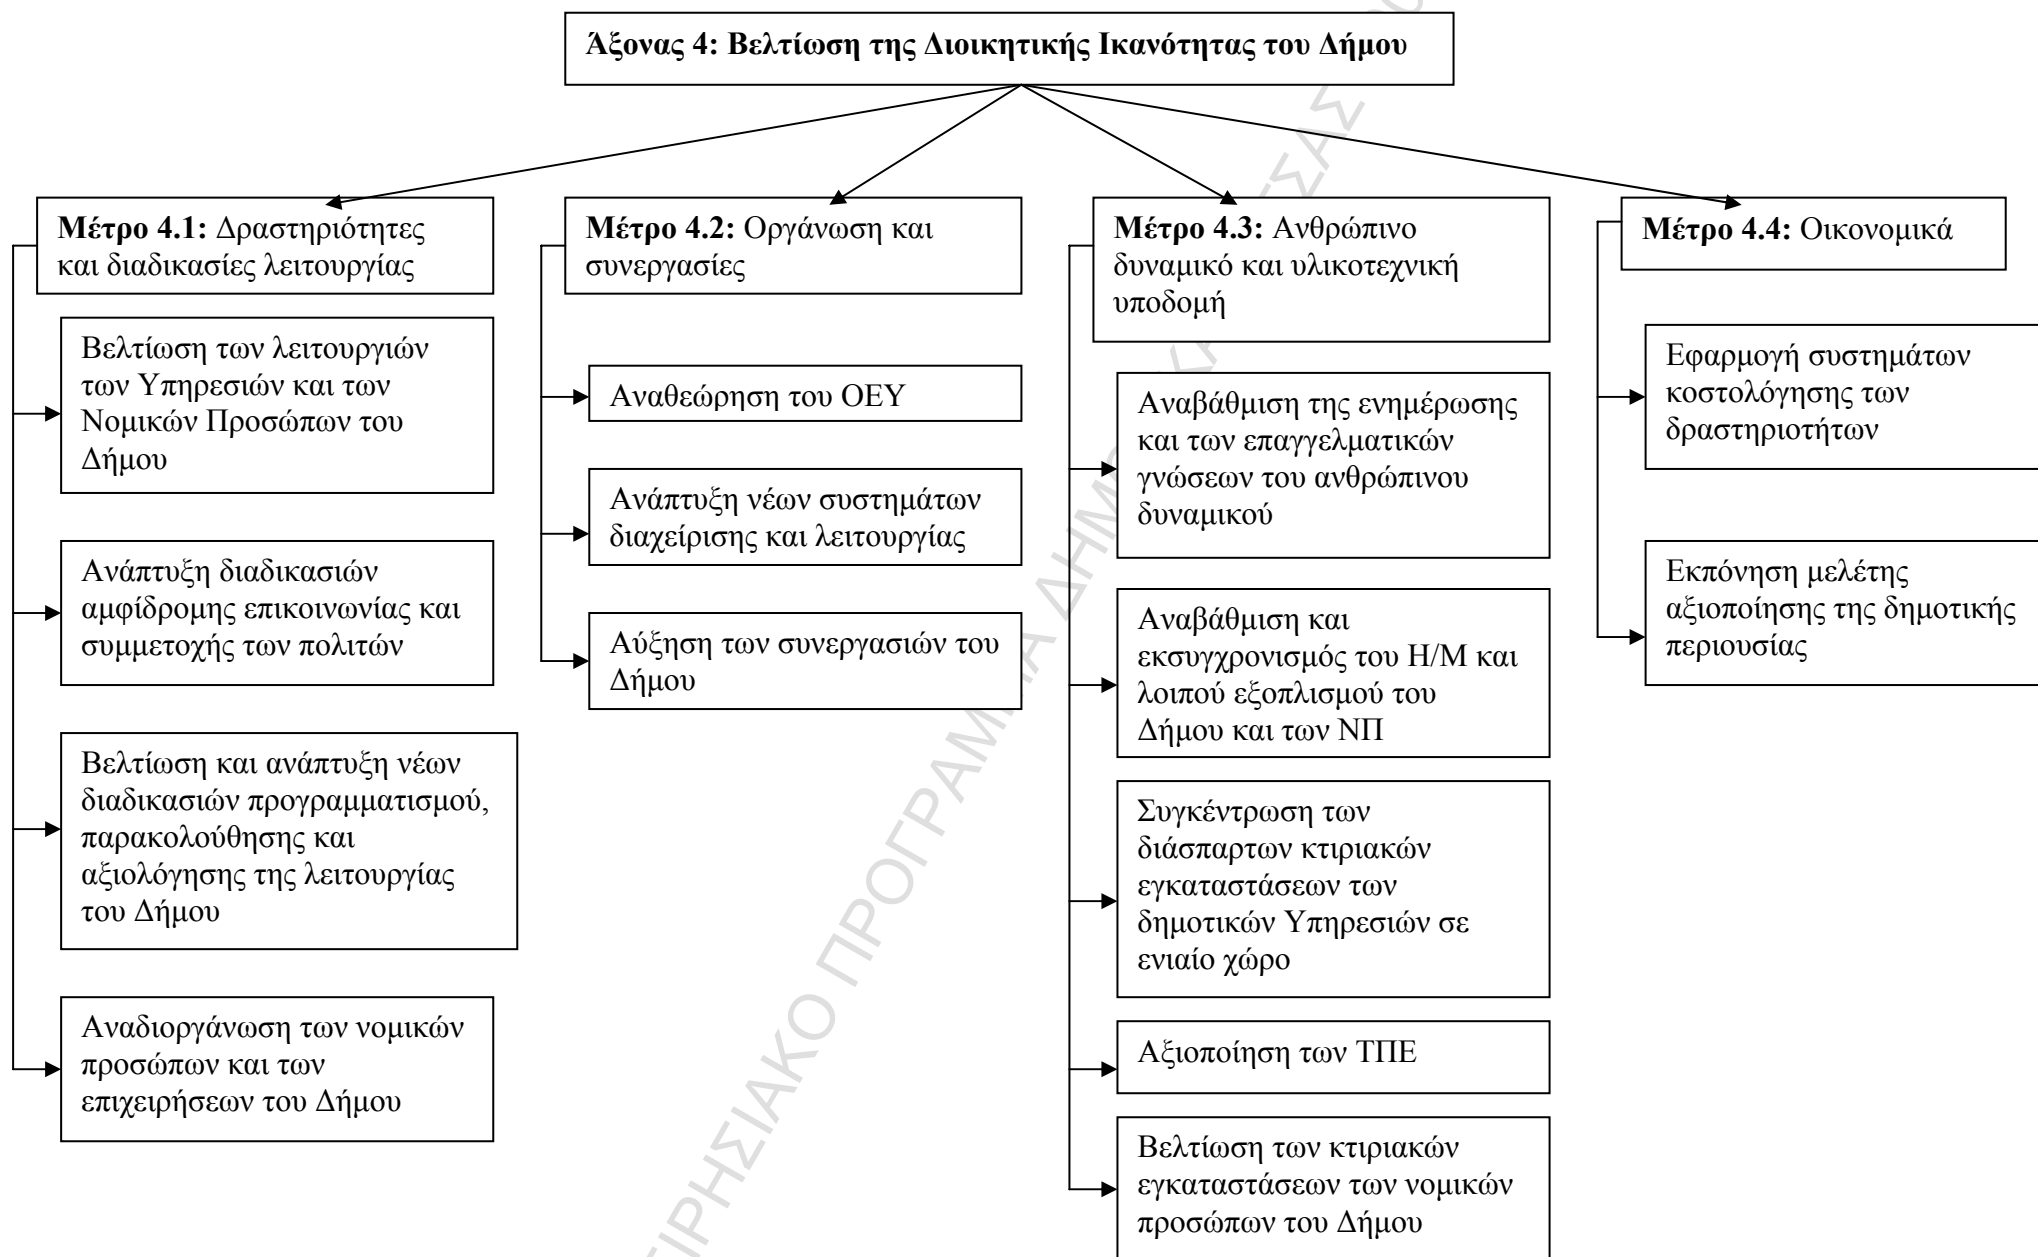 Άξονας 4: Βελτίωση της Διοικητικής Ικανότητας του Δήμου
Μέτρο 4.1: Δραστηριότητες
και διαδικασίες λειτουργίας
Βελτίωση των λειτουργιών
των Υπηρεσιών και των
Νομικών Προσώπων του
Δήμου
Ανάπτυξη διαδικασιών
αμφίδρομης επικοινωνίας και
συμμετοχής των πολιτών
Βελτίωση και ανάπτυξη νέων
διαδικασιών προγραμματισμού,
παρακολούθησης και
αξιολόγησης της λειτουργίας
του Δήμου
Αναδιοργάνωση των νομικών
προσώπων και των
επιχειρήσεων του Δήμου
Μέτρο 4.2: Οργάνωση και
συνεργασίες
Αναθεώρηση του ΟΕΥ
Ανάπτυξη νέων συστημάτων
διαχείρισης και λειτουργίας
Αύξηση των συνεργασιών του
Δήμου
Μέτρο 4.3: Ανθρώπινο
δυναμικό και υλικοτεχνική
υποδομή
Αναβάθμιση της ενημέρωσης
και των επαγγελματικών
γνώσεων του ανθρώπινου
δυναμικού
Αναβάθμιση και
εκσυγχρονισμός του Η/Μ και
λοιπού εξοπλισμού του
Δήμου και των ΝΠ
Συγκέντρωση των
διάσπαρτων κτιριακών
εγκαταστάσεων των
δημοτικών Υπηρεσιών σε
ενιαίο χώρο
Αξιοποίηση των ΤΠΕ
Βελτίωση των κτιριακών
εγκαταστάσεων των νομικών
προσώπων του Δήμου
Μέτρο 4.4: Οικονομικά
Εφαρμογή συστημάτων
κοστολόγησης των
δραστηριοτήτων
Εκπόνηση μελέτης
αξιοποίησης της δημοτικής
περιουσίας
ΠΡΟΓΡΑΜΜΑ